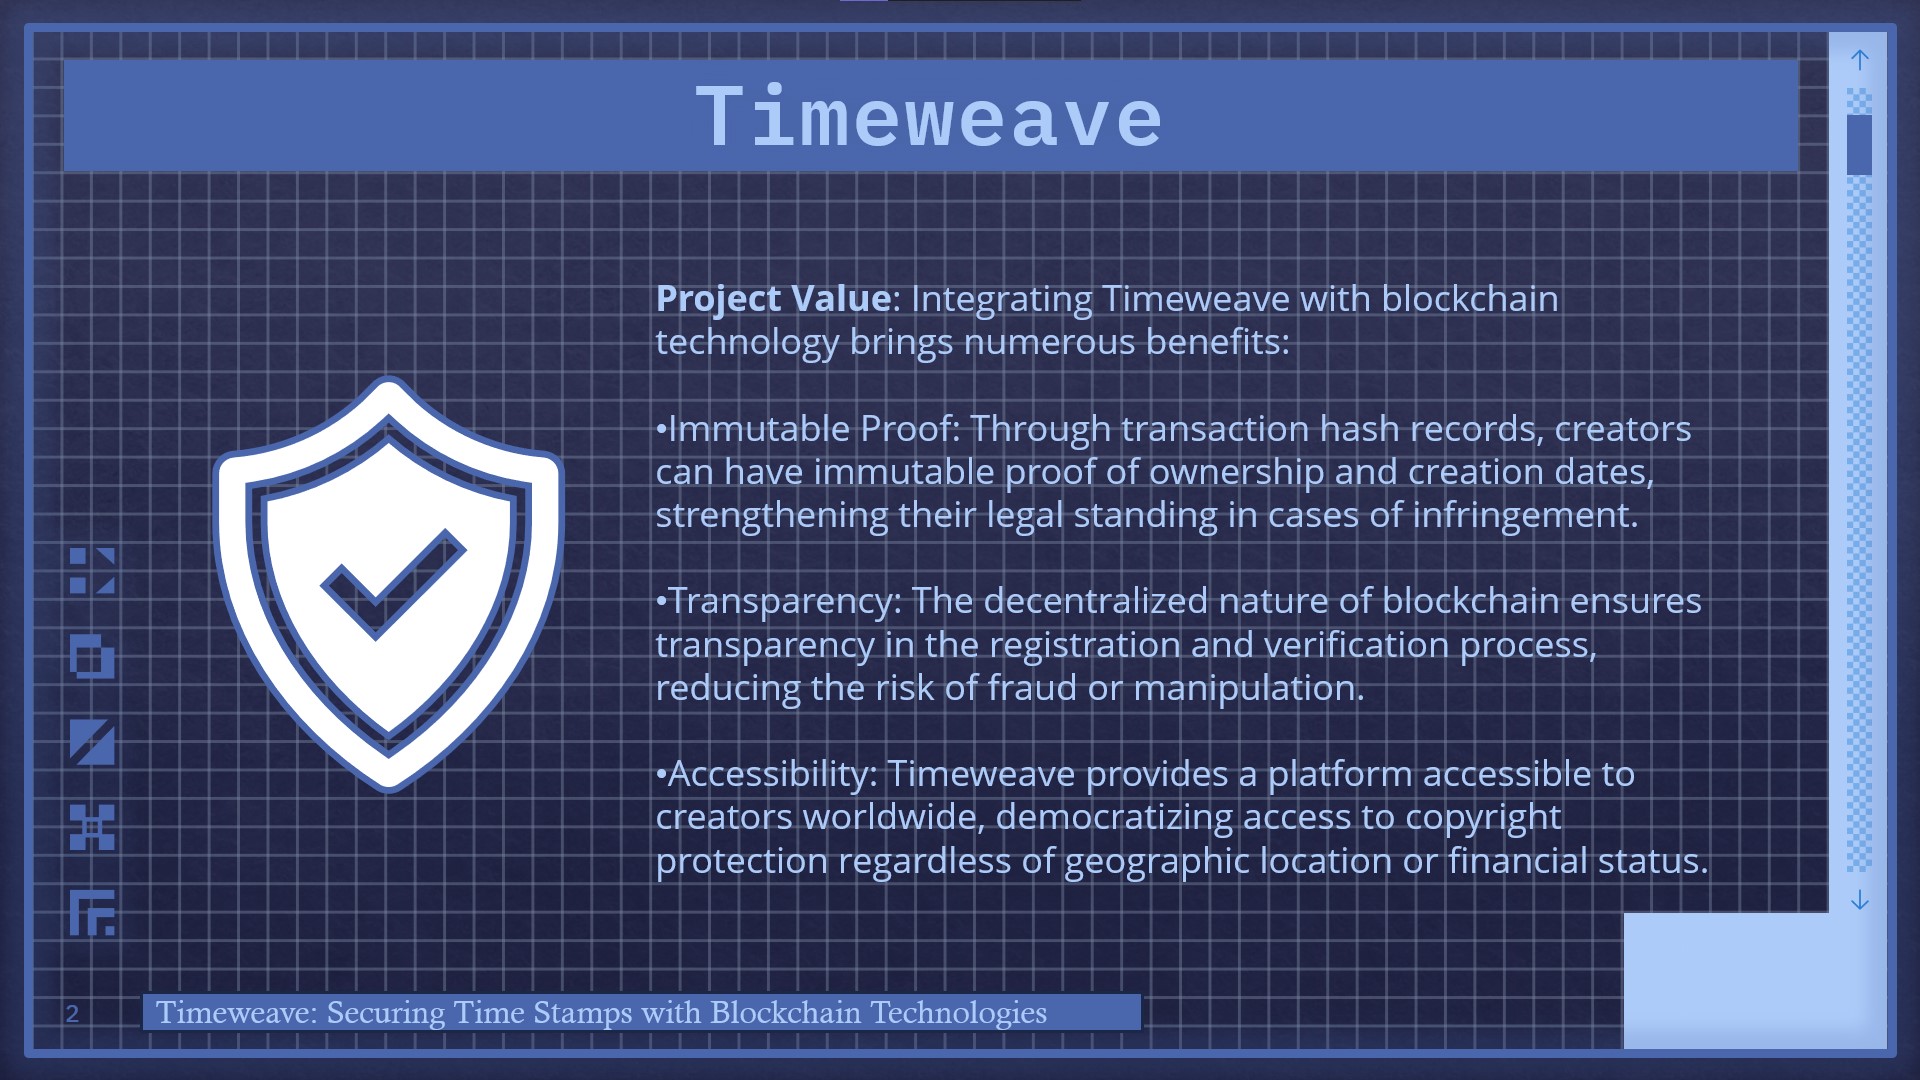 Timeweave
Project Value: Integrating Timeweave with blockchain
technology brings numerous benefits:
•Immutable Proof: Through transaction hash records, creators
can have immutable proof of ownership and creation dates,
strengthening their legal standing in cases of infringement.
•Transparency: The decentralized nature of blockchain ensures
transparency in the registration and verification process,
reducing the risk of fraud or manipulation.
•Accessibility: Timeweave provides a platform accessible to
creators worldwide, democratizing access to copyright
protection regardless of geographic location or financial status.
2
Timeweave: Securing Time Stamps with Blockchain Technologies